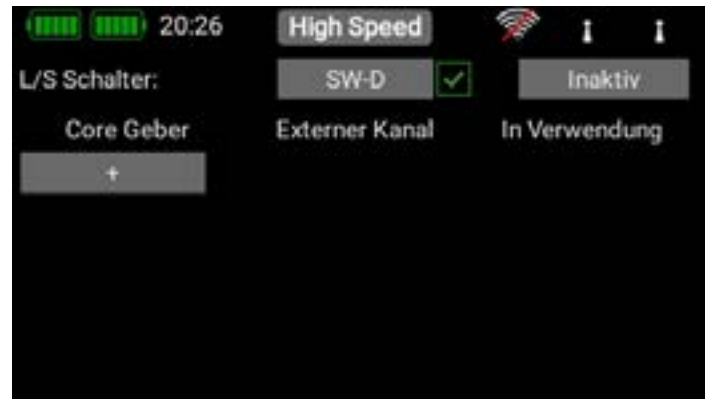 20:26 High Speed
L/S Schalter: SW-D Inaktiv
Core Geber Externer Kanal In Verwendung
+